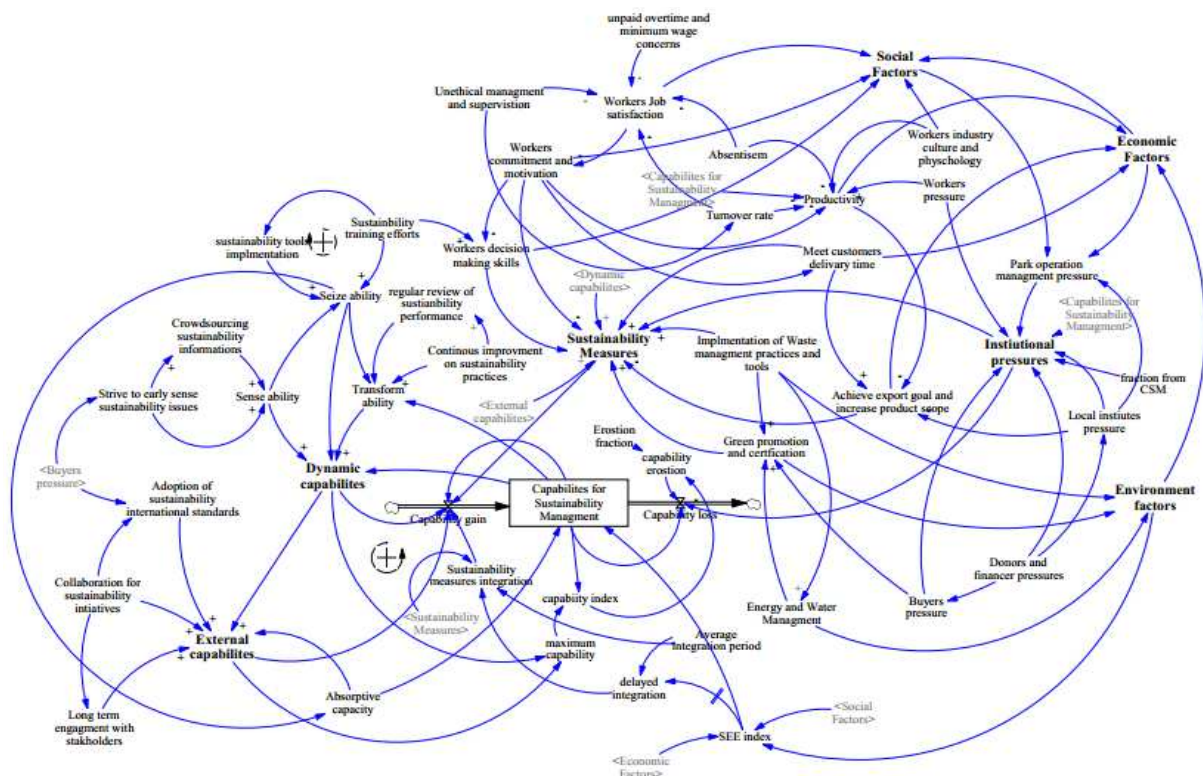 unpaid overtime and
minimum wage
concerns
Social
Factors
Unethical managment
and supervistion
Workers Job
satisfaction
Economic
Factors
Workers
commitment and
motivation
Absentisem
Workers industry
culture and
physchology
<Capabilites for
Sustainability
Managment>
Workers
pressure
Productivity
Turnover rate
Sustainbility
training efforts
sustainability tools
implmentation
Workers decision
making skills
Meet customers
delivary time
Park operation
managment pressure
<Dynamic
capabilites>
Seize ability
regular review of
sustianbility
performance
<Capabilites for
Sustainability
Managment>
Crowdsourcing
sustainability
informations
Sustainability
Measures
Implmentation of Waste
managment practices and
tools
Instiutional
pressures
Continous improvment
on sustainability
practices
fraction from
CSM
Strive to early sense
sustainability issues
Sense ability
Transform
ability
Achieve export goal and
increase product scope
Local instiutes
pressure
<External
capabilites>
Erostion
fraction
Green promotion
and certfication
capability
erostion
<Buyers
pressure>
Dynamic
capabilites
Adoption of
sustainability
international standards
Capabilites for
Sustainability
Managment
Environment
factors
Capability gain
Capability loss
Collaboration for
sustainability
intiatives
Sustainability
measures integration
Donors and
financer pressures
capabiity index
Energy and Water
Managment
Buyers
pressure
<Sustainability
Measures>
External
capabilites
maximum
capability
Average
integration period
Absorptive
capacity
delayed
integration
Long term
engagment with
stakholders
<Social
Factors>
SEE index
<Economic
Factors>